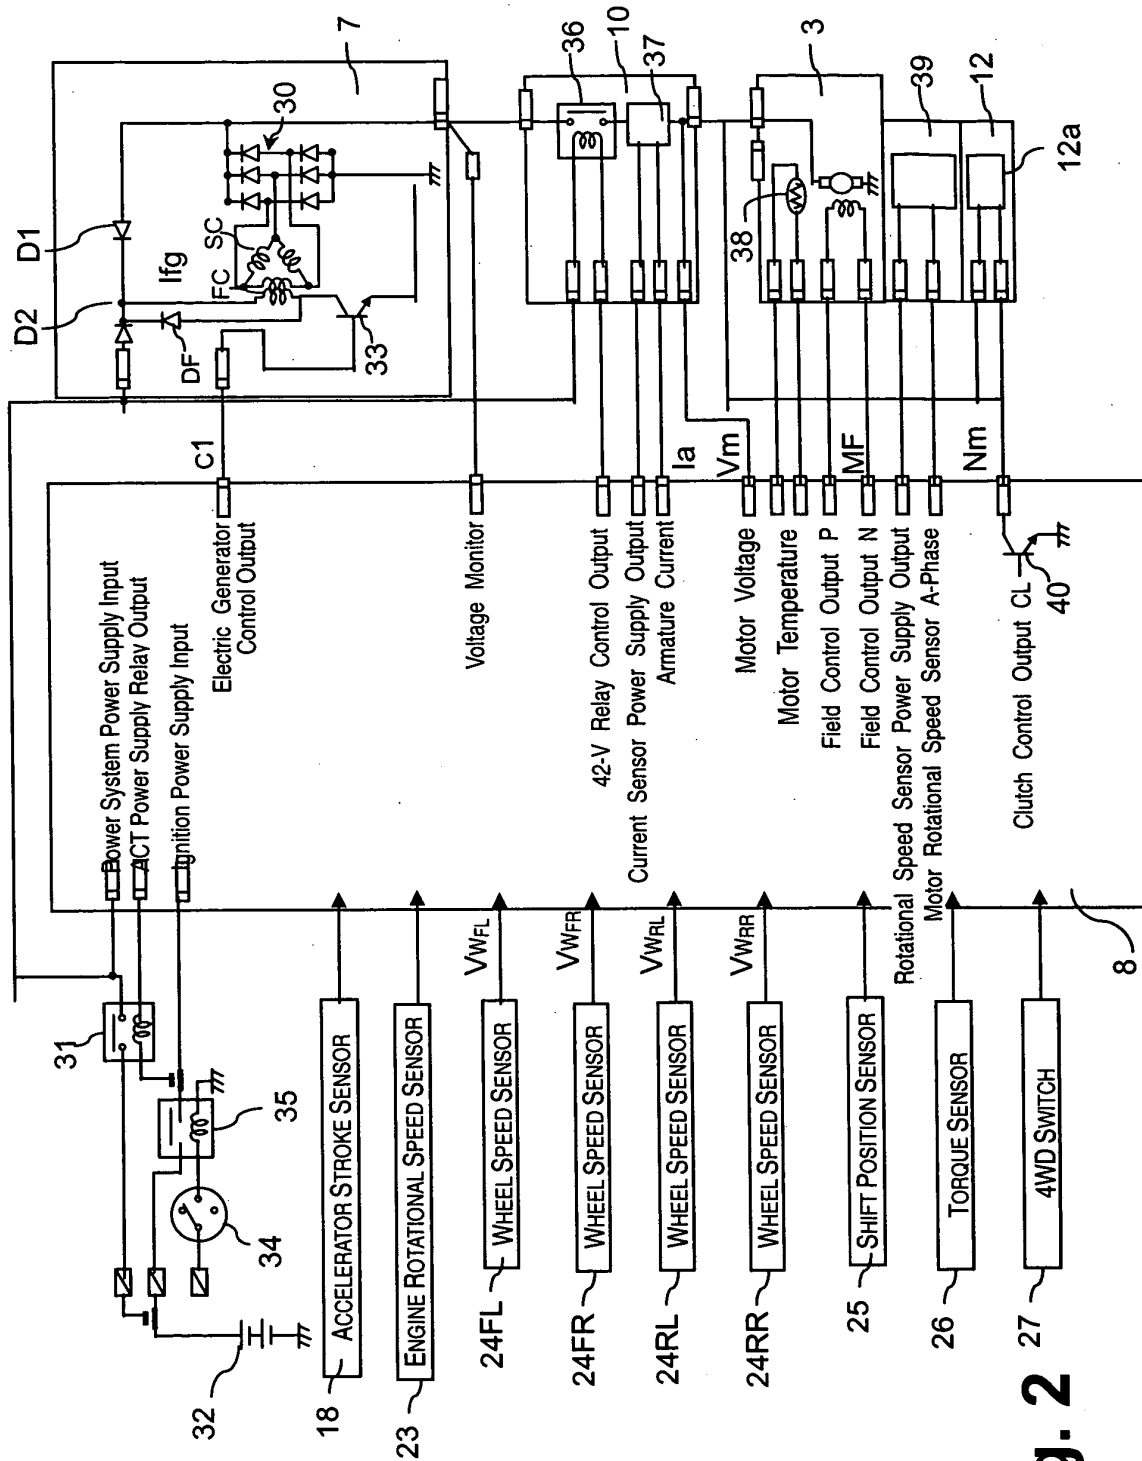 7
30
D1
D2
Ifg
SC
FC
DF
33
C1
36
10
37
3
38
39
12
12a
Ia
Vm
MF
Nm
Power System Power Supply Input
ACT Power Supply Relay Output
Ignition Power Supply Input
Electric Generator
Control Output
Voltage Monitor
42-V Relay Control Output
Current Sensor Power Supply Output
Armature Current
Motor Voltage
Motor Temperature
Field Control Output P
Field Control Output N
Rotational Speed Sensor Power Supply Output
Motor Rotational Speed Sensor A-Phase
Clutch Control Output CL
40
8
31
35
34
32
ACCELERATOR STROKE SENSOR
18
ENGINE ROTATIONAL SPEED SENSOR
23
VWFL
WHEEL SPEED SENSOR
24FL
VWFR
WHEEL SPEED SENSOR
24FR
VWRL
WHEEL SPEED SENSOR
24RL
VWRR
WHEEL SPEED SENSOR
24RR
SHIFT POSITION SENSOR
25
TORQUE SENSOR
26
4WD SWITCH
27
g. 2